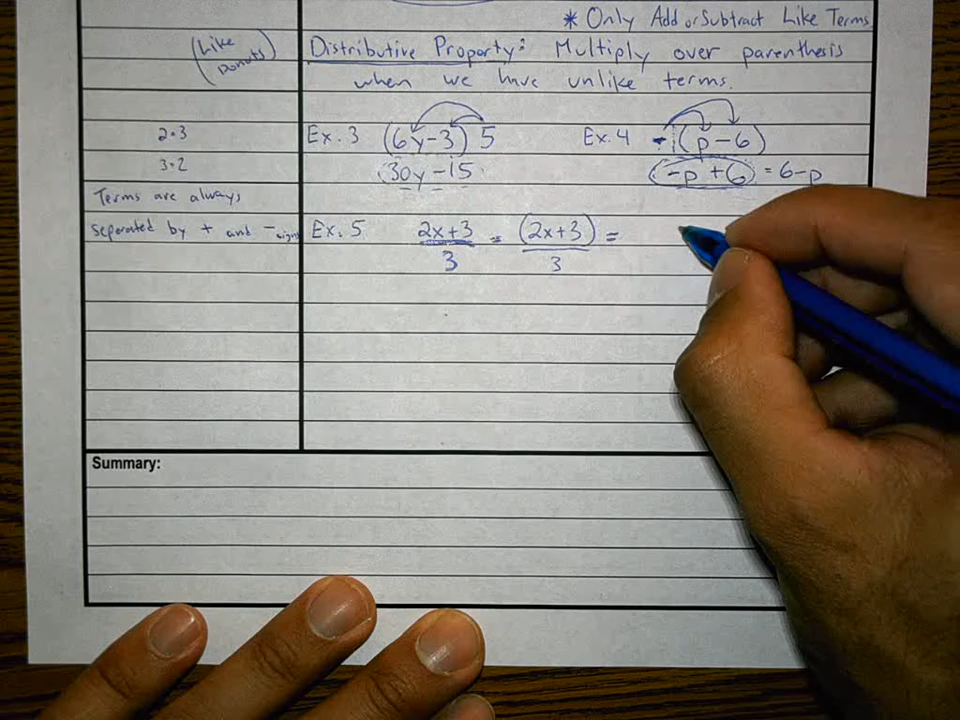 * Only Add or Subtract Like Terms
(Like Donuts)
Distributive Property: Multiply over parenthesis
when we have unlike terms.
2•3
Ex. 3 (6y-3) 5
Ex. 4 -1(p-6)
3•2
30y-15
-p+6 = 6-p
Terms are always
separated by + and - signs
Ex. 5 2x+3/3 = (2x+3)/3 =
Summary: